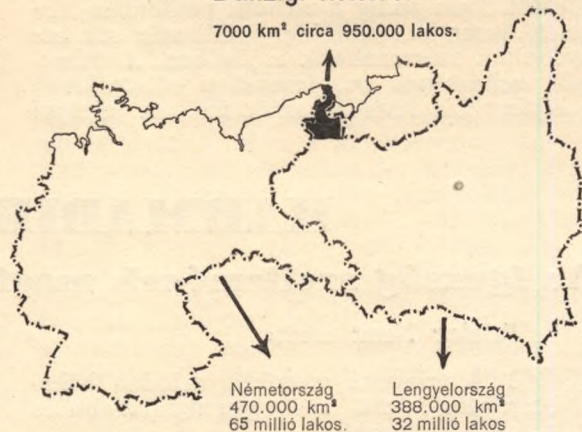 7000 km² circa 950.000 lakos.
Németország
470.000 km²
65 millió lakos.
Lengyelország
388.000 km²
32 millió lakos